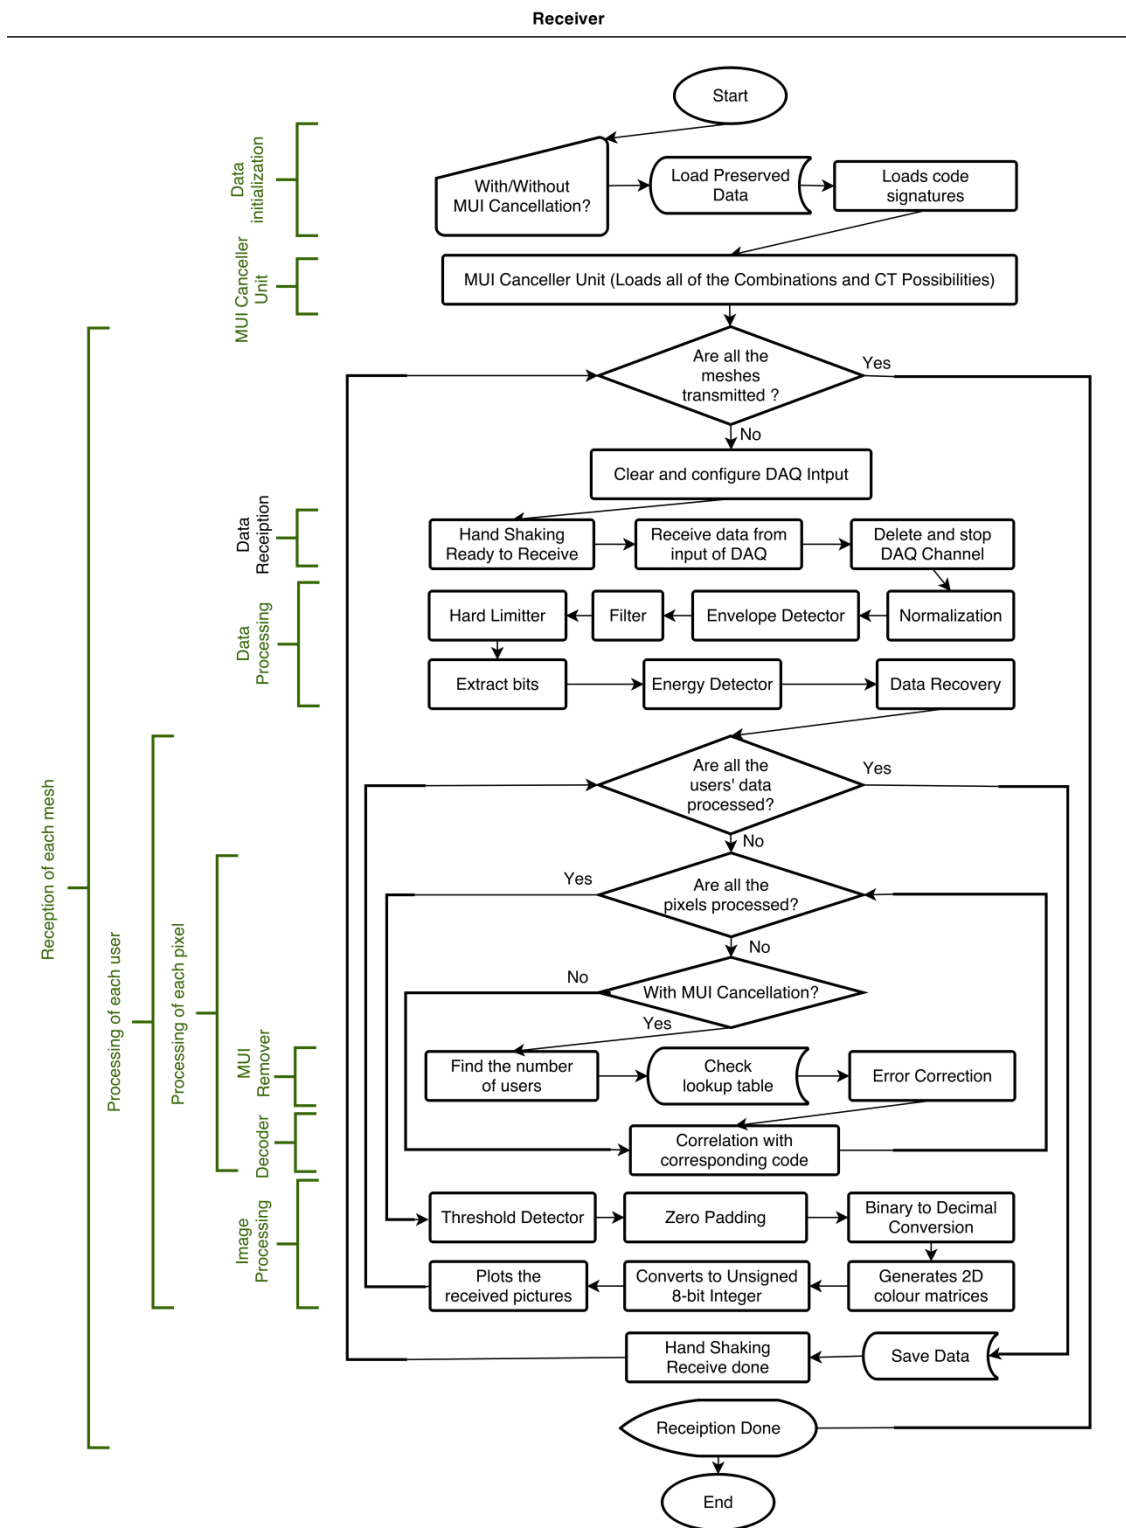 Receiver
Start
Data
initialization
With/Without
MUI Cancellation?
Load Preserved
Data
Loads code
signatures
MUI Canceller
Unit
MUI Canceller Unit (Loads all of the Combinations and CT Possibilities)
Are all the
meshes
transmitted ?
Yes
No
Clear and configure DAQ Intput
Data
Receiption
Hand Shaking
Ready to Receive
Receive data from
input of DAQ
Delete and stop
DAQ Channel
Data
Processing
Hard Limitter
Filter
Envelope Detector
Normalization
Extract bits
Energy Detector
Data Recovery
Are all the
users' data
processed?
Yes
No
Reception of each mesh
Processing of each user
Processing of each pixel
Yes
Are all the
pixels processed?
No
No
With MUI Cancellation?
Yes
MUI
Remover
Find the number
of users
Check
lookup table
Error Correction
Decoder
Correlation with
corresponding code
Image
Processing
Threshold Detector
Zero Padding
Binary to Decimal
Conversion
Plots the
received pictures
Converts to Unsigned
8-bit Integer
Generates 2D
colour matrices
Hand Shaking
Receive done
Save Data
Receiption Done
End